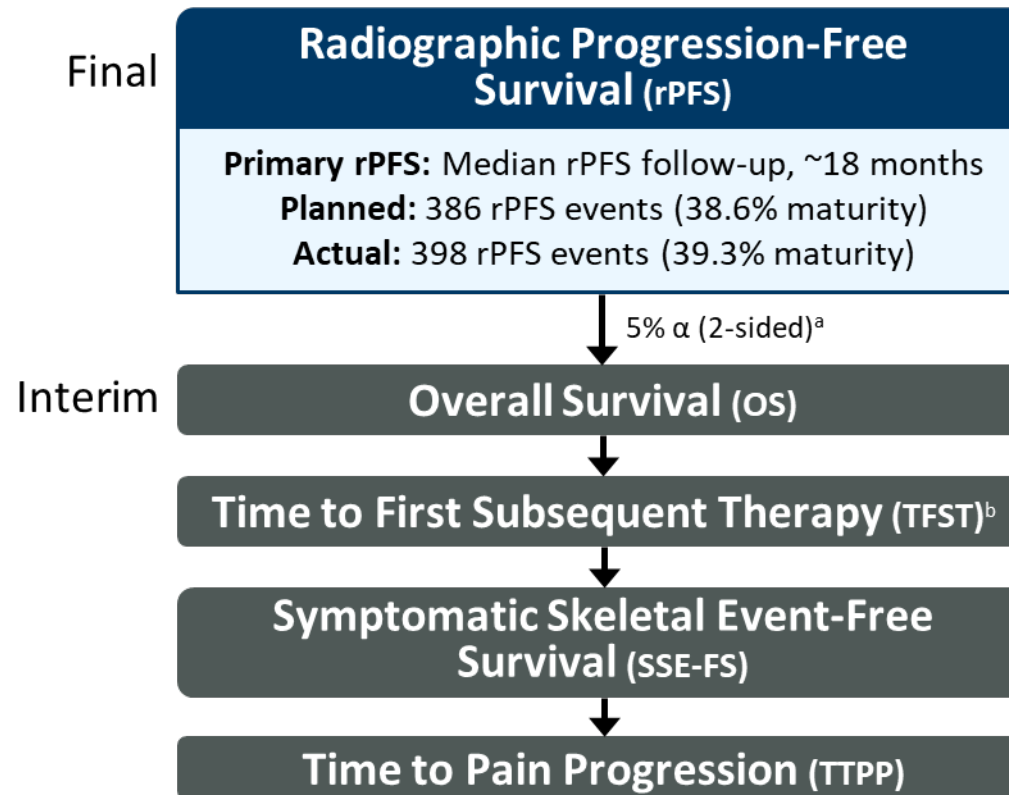 Final
Radiographic Progression-Free
Survival (rPFS)
Primary rPFS: Median rPFS follow-up, ~18 months
Planned: 386 rPFS events (38.6% maturity)
Actual: 398 rPFS events (39.3% maturity)
5% α (2-sided)ᵃ
Interim
Overall Survival (OS)
Time to First Subsequent Therapy (TFST)ᵇ
Symptomatic Skeletal Event-Free
Survival (SSE-FS)
Time to Pain Progression (TTPP)